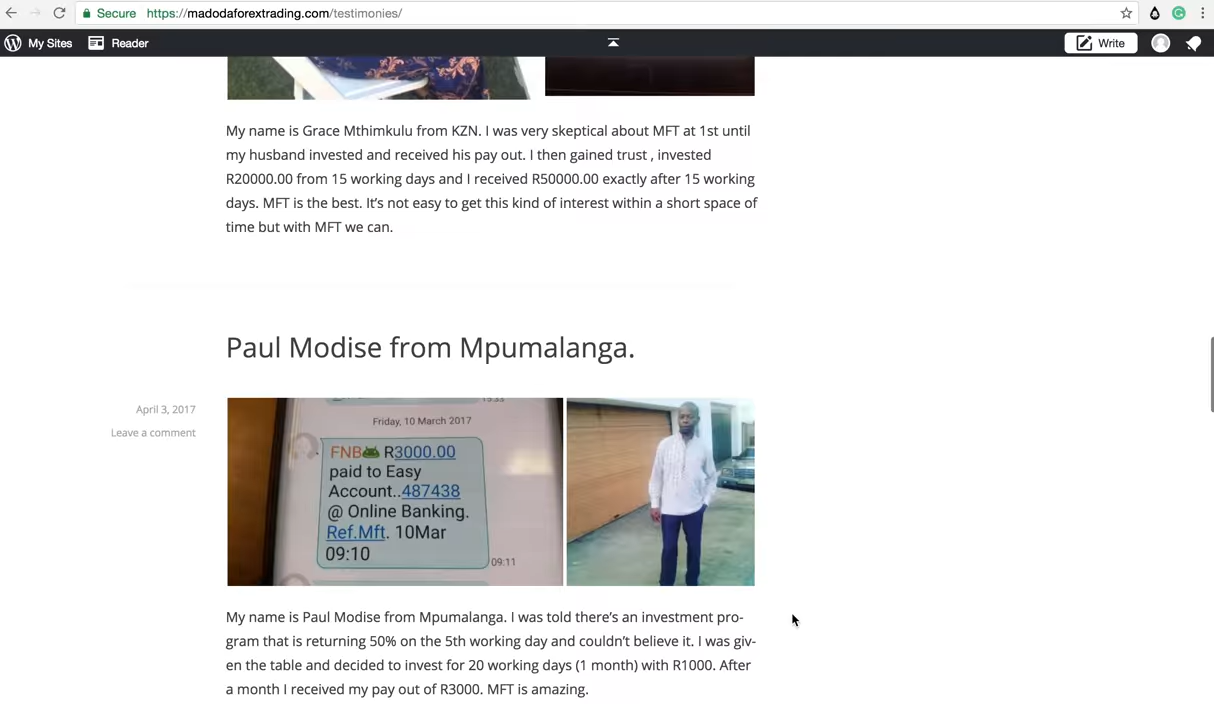 Secure https://madodaforextrading.com/testimonies/
My Sites Reader Write
My name is Grace Mthimkulu from KZN. I was very skeptical about MFT at 1st until
my husband invested and received his pay out. I then gained trust , invested
R20000.00 from 15 working days and I received R50000.00 exactly after 15 working
days. MFT is the best. It’s not easy to get this kind of interest within a short space of
time but with MFT we can.
Paul Modise from Mpumalanga.
April 3, 2017
Leave a comment
15:33
Friday, 10 March 2017
FNB R3000.00
paid to Easy
Account..487438
@ Online Banking.
Ref.Mft. 10Mar
09:10
09:11
My name is Paul Modise from Mpumalanga. I was told there’s an investment pro-
gram that is returning 50% on the 5th working day and couldn’t believe it. I was giv-
en the table and decided to invest for 20 working days (1 month) with R1000. After
a month I received my pay out of R3000. MFT is amazing.